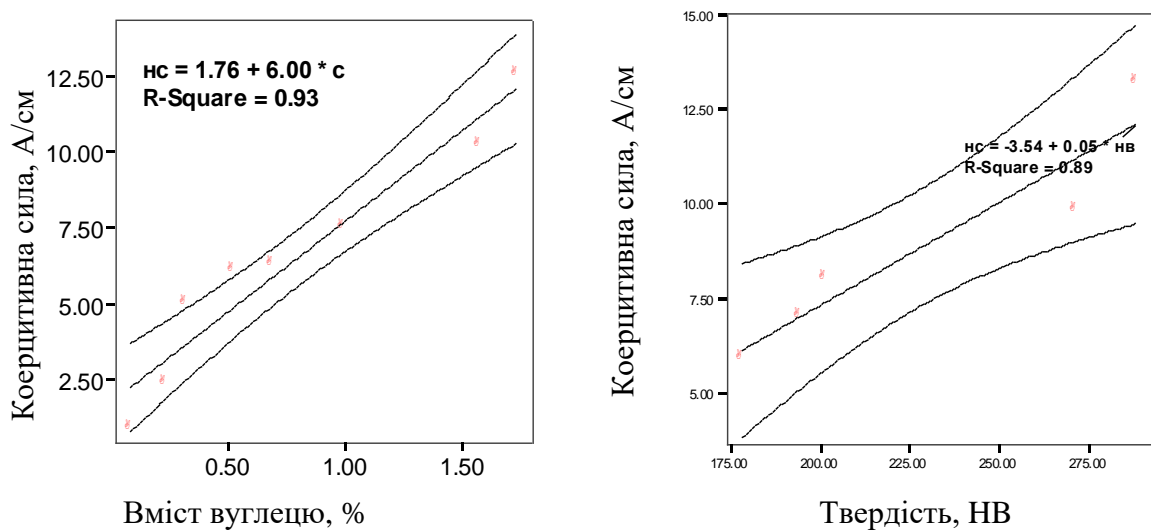 Коерцитивна сила, А/см
12.50
10.00
7.50
5.00
2.50
нс = 1.76 + 6.00 * с
R-Square = 0.93
0.50 1.00 1.50
Вміст вуглецю, %
Коерцитивна сила, А/см
15.00
12.50
10.00
7.50
5.00
нс = -3.54 + 0.05 * нв
R-Square = 0.89
175.00 200.00 225.00 250.00 275.00
Твердість, НВ